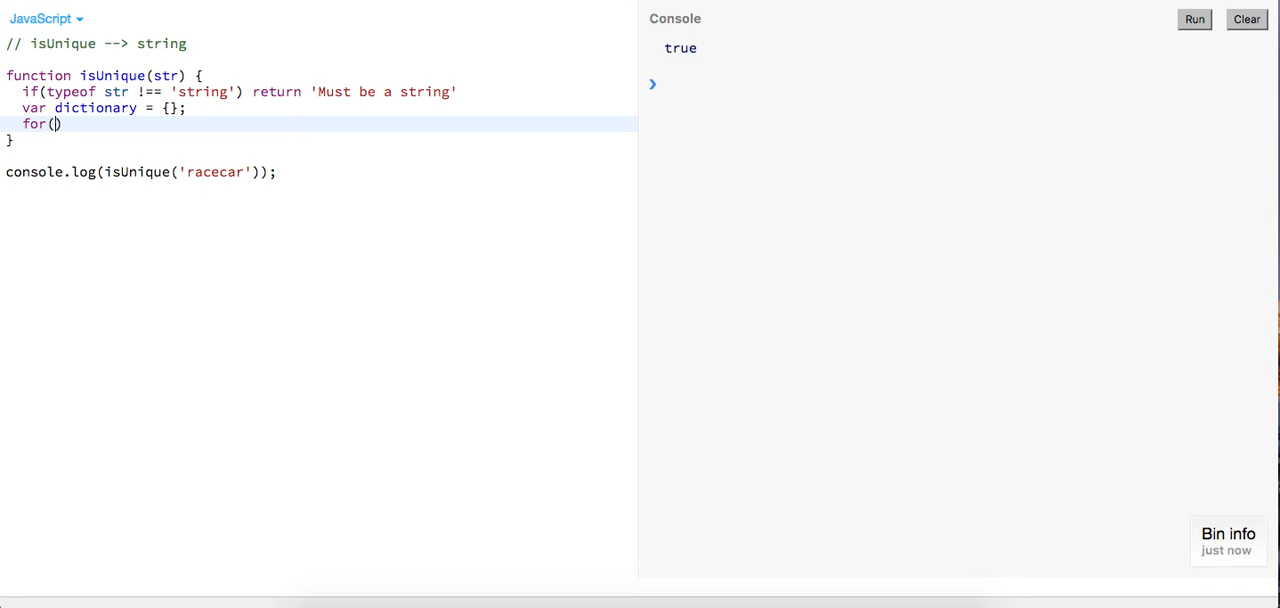 JavaScript
// isUnique --> string
function isUnique(str) {
if(typeof str !== 'string') return 'Must be a string'
var dictionary = {};
for()
}
console.log(isUnique('racecar'));
Console
Run
Clear
true
Bin info
just now